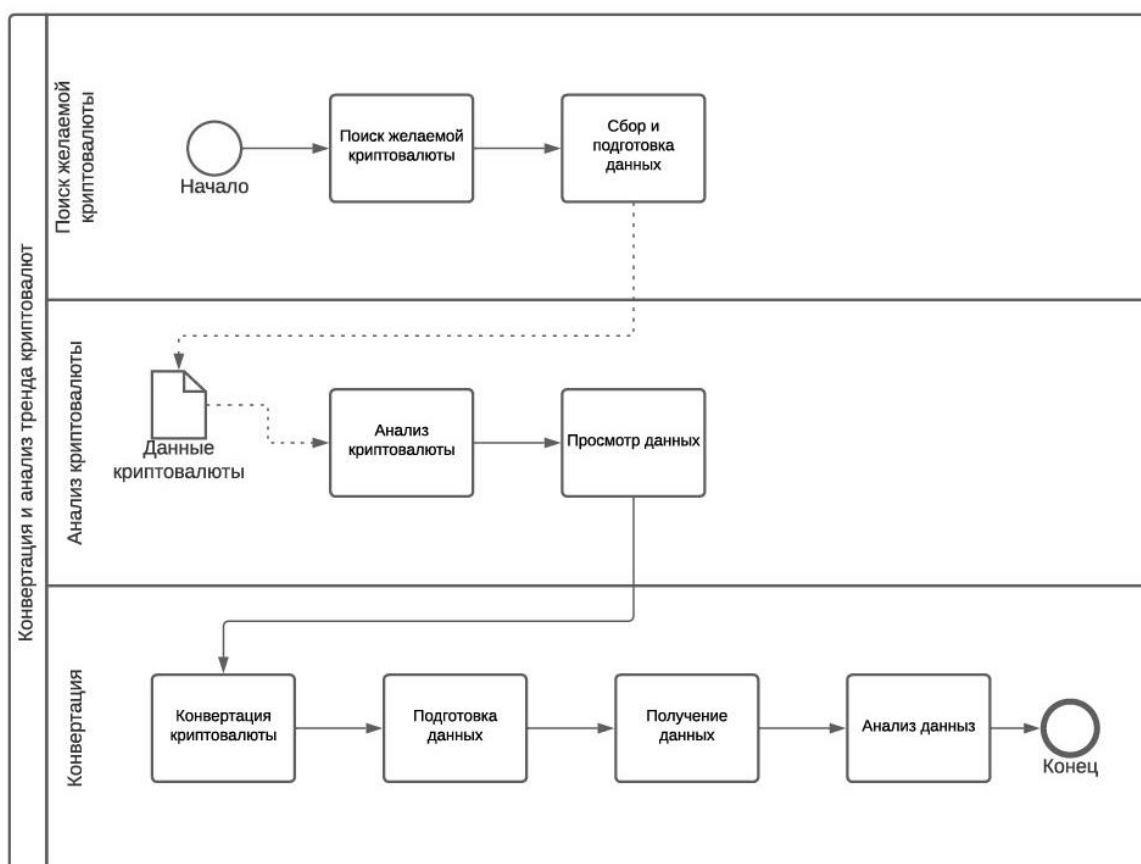 Конвертация и анализ тренда криптовалют
Поиск желаемой
криптовалюты
Начало
Поиск желаемой
криптовалюты
Сбор и
подготовка
данных
Анализ криптовалюты
Данные
криптовалюты
Анализ
криптовалюты
Просмотр данных
Конвертация
Конвертация
криптовалюты
Подготовка
данных
Получение
данных
Анализ данныз
Конец